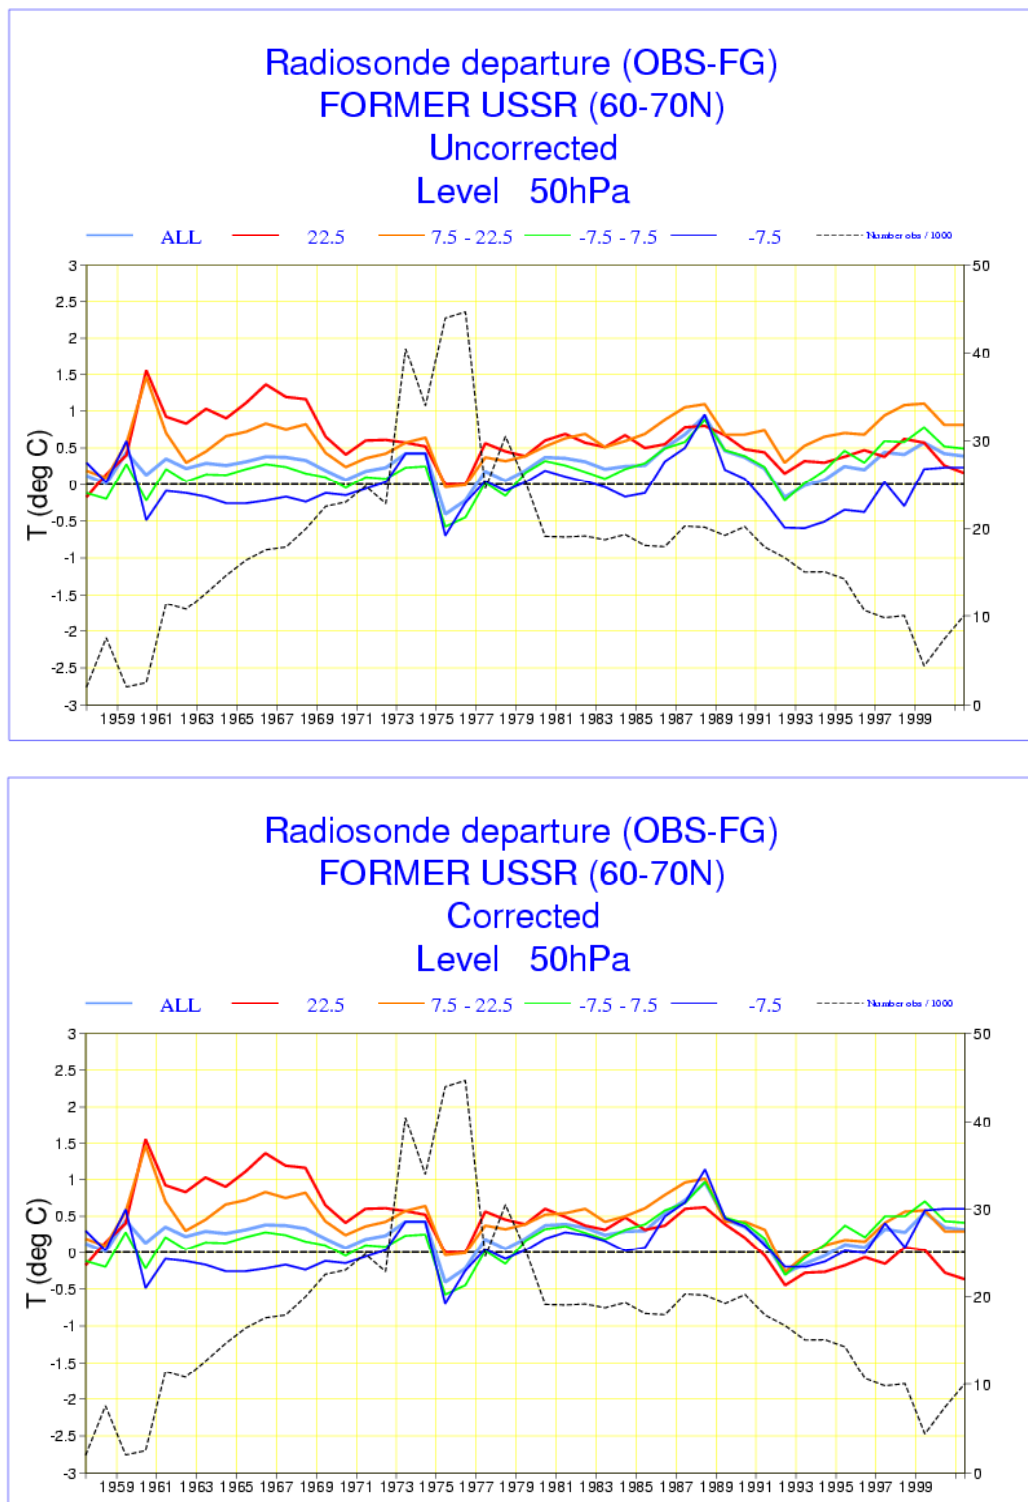 Radiosonde departure (OBS-FG)
FORMER USSR (60-70N)
Uncorrected
Level 50hPa
ALL 22.5 7.5 - 22.5 -7.5 - 7.5 -7.5 Number obs / 1000
3 50
2.5
2 40
1.5
1
0.5 30
0
-0.5 20
-1
-1.5
-2 10
-2.5
-3 0
T (deg C)
1959 1961 1963 1965 1967 1969 1971 1973 1975 1977 1979 1981 1983 1985 1987 1989 1991 1993 1995 1997 1999
Radiosonde departure (OBS-FG)
FORMER USSR (60-70N)
Corrected
Level 50hPa
ALL 22.5 7.5 - 22.5 -7.5 - 7.5 -7.5 Number obs / 1000
3 50
2.5
2 40
1.5
1
0.5 30
0
-0.5 20
-1
-1.5
-2 10
-2.5
-3 0
T (deg C)
1959 1961 1963 1965 1967 1969 1971 1973 1975 1977 1979 1981 1983 1985 1987 1989 1991 1993 1995 1997 1999